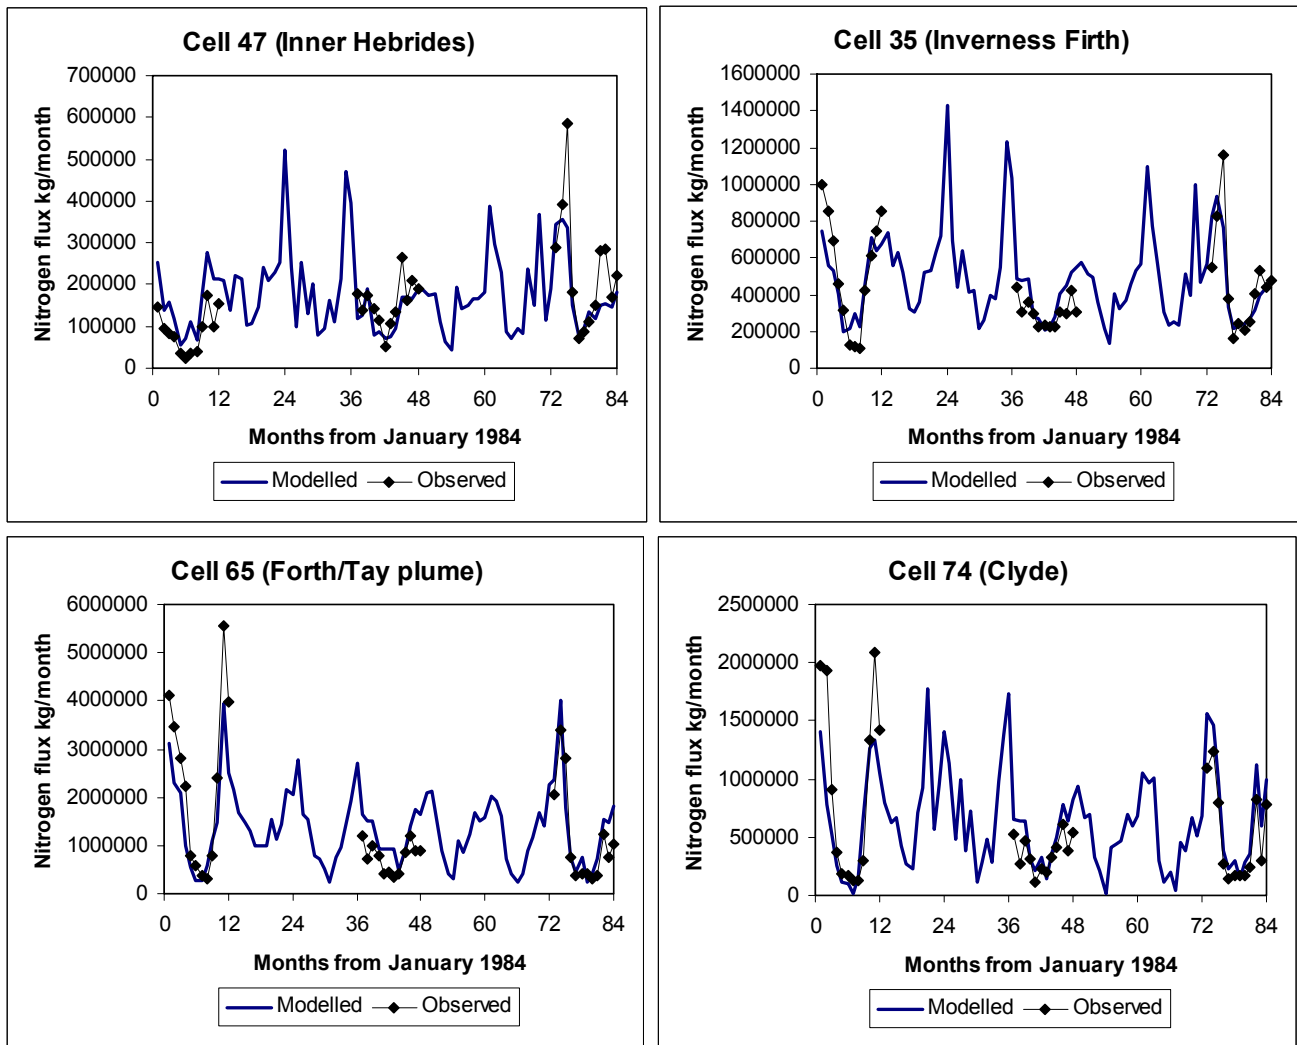 Cell 47 (Inner Hebrides)
Nitrogen flux kg/month
700000
600000
500000
400000
300000
200000
100000
0
0 12 24 36 48 60 72 84
Months from January 1984
Modelled Observed
Cell 35 (Inverness Firth)
Nitrogen flux kg/month
1600000
1400000
1200000
1000000
800000
600000
400000
200000
0
0 12 24 36 48 60 72 84
Months from January 1984
Modelled Observed
Cell 65 (Forth/Tay plume)
Nitrogen flux kg/month
6000000
5000000
4000000
3000000
2000000
1000000
0
0 12 24 36 48 60 72 84
Months from January 1984
Modelled Observed
Cell 74 (Clyde)
Nitrogen flux kg/month
2500000
2000000
1500000
1000000
500000
0
0 12 24 36 48 60 72 84
Months from January 1984
Modelled Observed